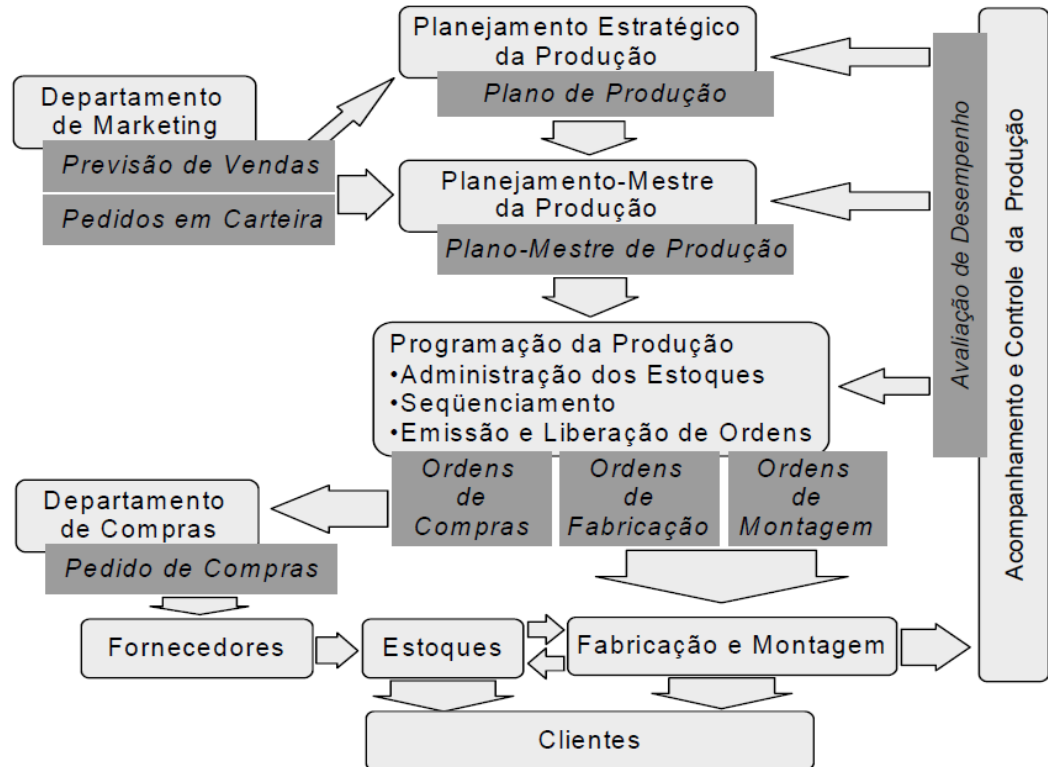 Planejamento Estratégico
da Produção
Plano de Produção
Departamento
de Marketing
Previsão de Vendas
Pedidos em Carteira
Planejamento-Mestre
da Produção
Plano-Mestre de Produção
Programação da Produção
•Administração dos Estoques
•Seqüenciamento
•Emissão e Liberação de Ordens
Ordens
de
Compras
Ordens
de
Fabricação
Ordens
de
Montagem
Departamento
de Compras
Pedido de Compras
Fornecedores
Estoques
Fabricação e Montagem
Clientes
Avaliação de Desempenho
Acompanhamento e Controle da Produção